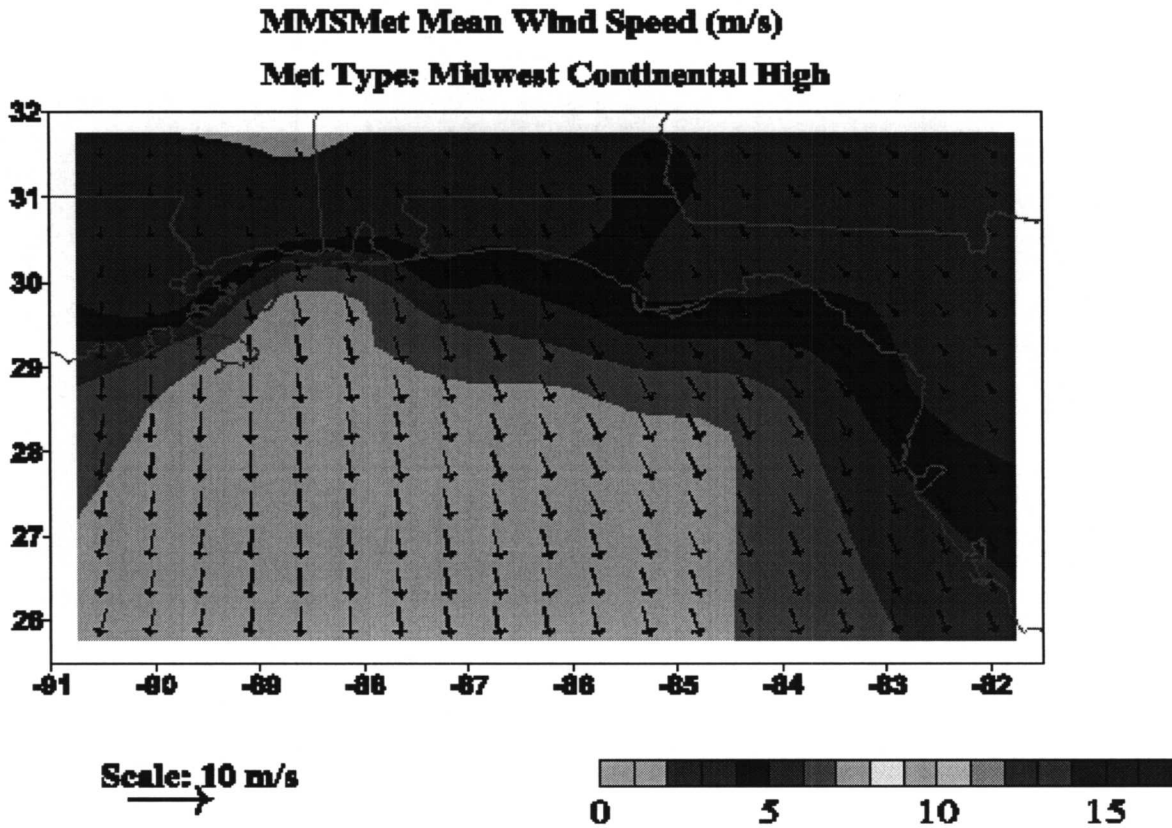 MMSMet Mean Wind Speed (m/s)
Met Type: Midwest Continental High
32
31
30
29
28
27
26
-91 -90 -89 -88 -87 -86 -85 -84 -83 -82
Scale: 10 m/s
0 5 10 15